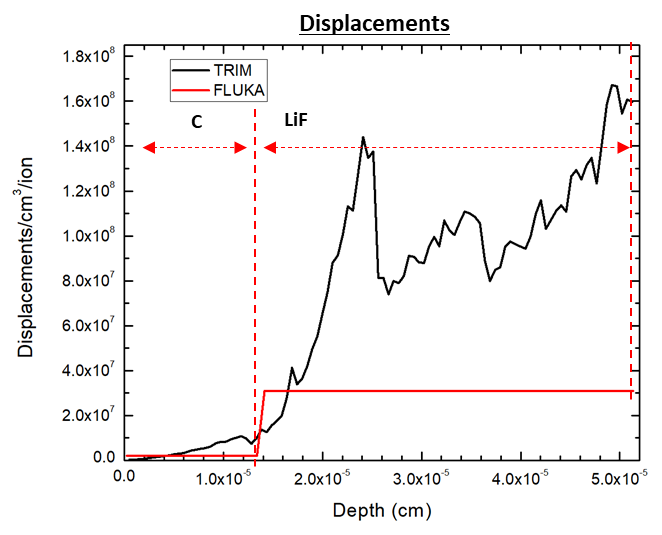 Displacements
1.8x10⁸
1.6x10⁸
1.4x10⁸
1.2x10⁸
1.0x10⁸
8.0x10⁷
6.0x10⁷
4.0x10⁷
2.0x10⁷
0.0
Displacements/cm³/ion
TRIM
FLUKA
C
LiF
0.0
1.0x10⁻⁵
2.0x10⁻⁵
3.0x10⁻⁵
4.0x10⁻⁵
5.0x10⁻⁵
Depth (cm)